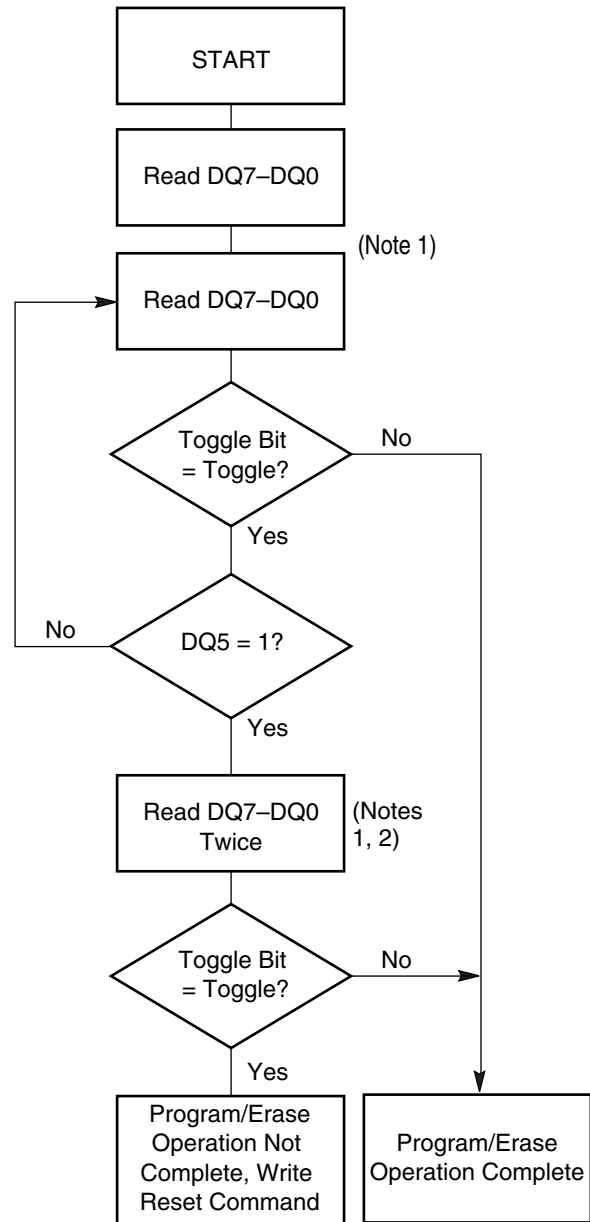 START
Read DQ7–DQ0
(Note 1)
Read DQ7–DQ0
Toggle Bit
= Toggle?
No
Yes
No
DQ5 = 1?
Yes
Read DQ7–DQ0
Twice
(Notes
1, 2)
Toggle Bit
= Toggle?
No
Yes
Program/Erase
Operation Not
Complete, Write
Reset Command
Program/Erase
Operation Complete